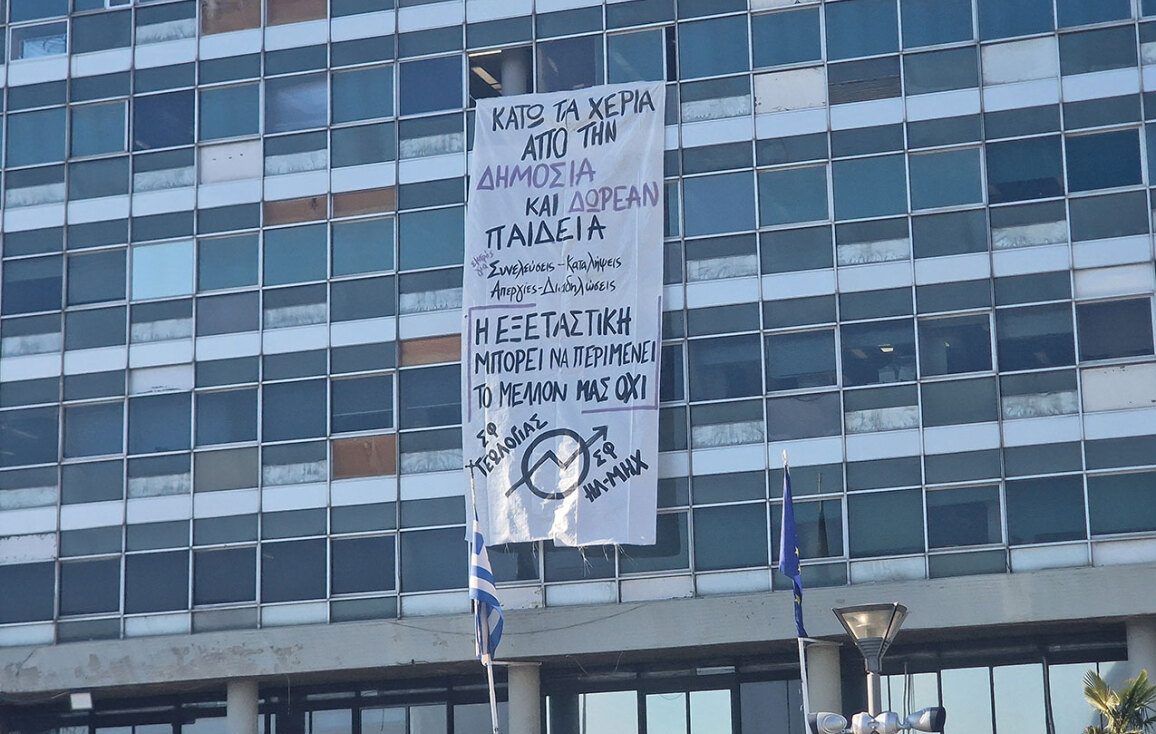 ΚΑΤΩ ΤΑ ΧΕΡΙΑ
ΑΠΟ ΤΗΝ
ΔΗΜΟΣΙΑ
ΚΑΙ ΔΩΡΕΑΝ
ΠΑΙΔΕΙΑ
Συνελεύσεις - Καταλήψεις
Απεργίες - Διαδηλώσεις
Η ΕΞΕΤΑΣΤΙΚΗ
ΜΠΟΡΕΙ ΝΑ ΠΕΡΙΜΕΝΕΙ
ΤΟ ΜΕΛΛΟΝ ΜΑΣ ΟΧΙ
ΣΦ
ΓΕΩΛΟΓΙΑΣ
ΣΦ
ΗΛ-ΜΗΧ